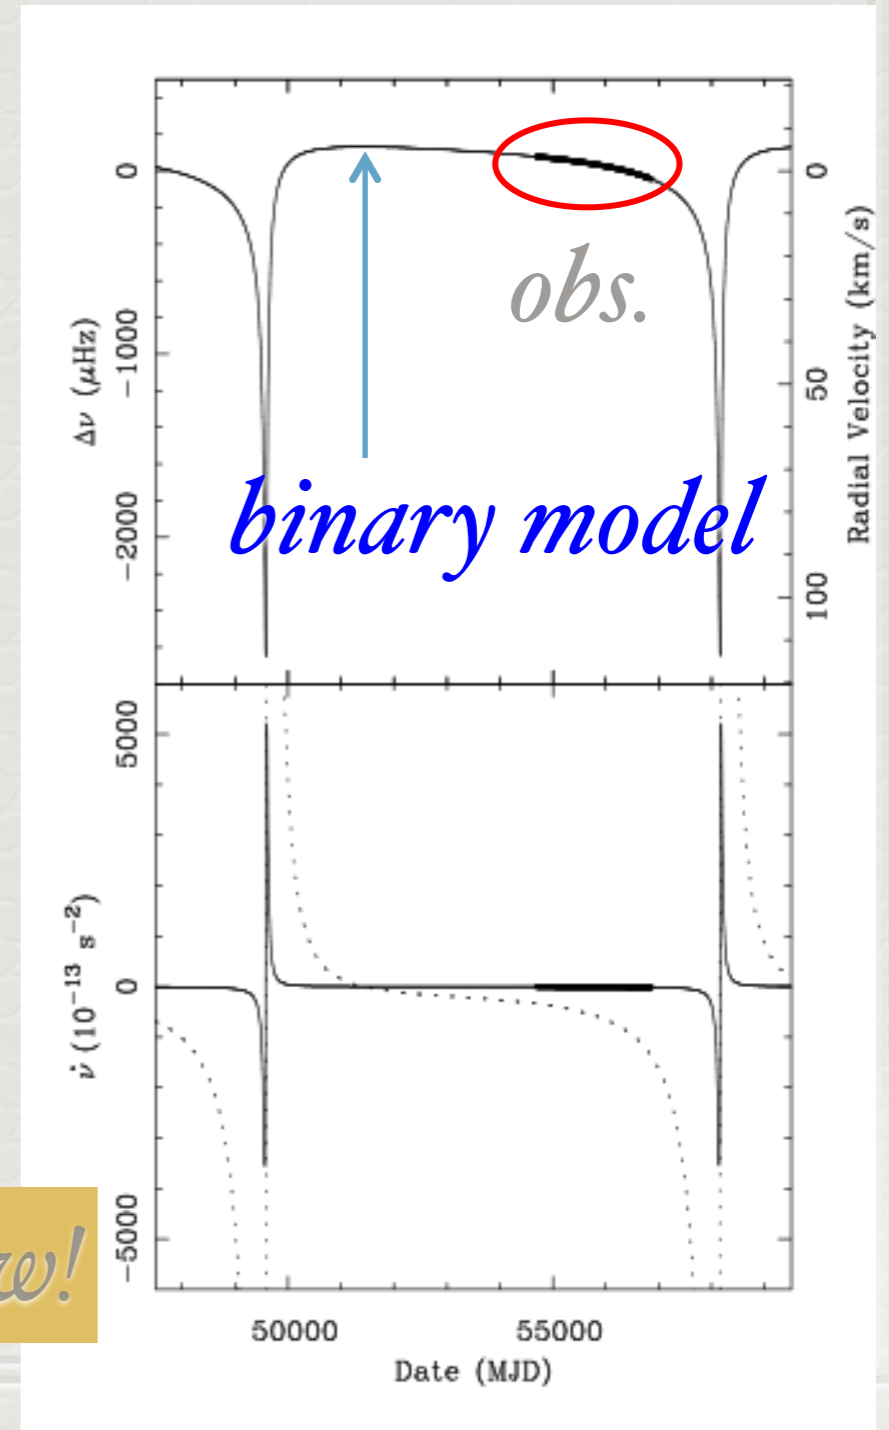 0
-1000
-2000
Δν (μHz)
0
50
100
Radial Velocity (km/s)
obs.
binary model
5000
0
-5000
ν̇ (10⁻¹³ s⁻²)
50000 55000
Date (MJD)